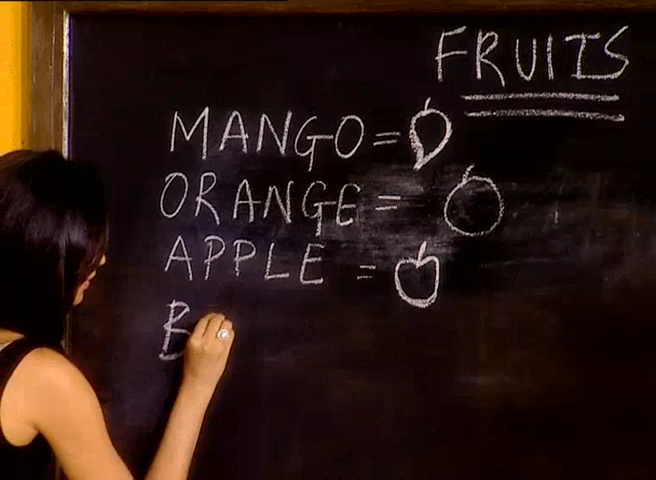 FRUITS
MANGO =
ORANGE =
APPLE =
B